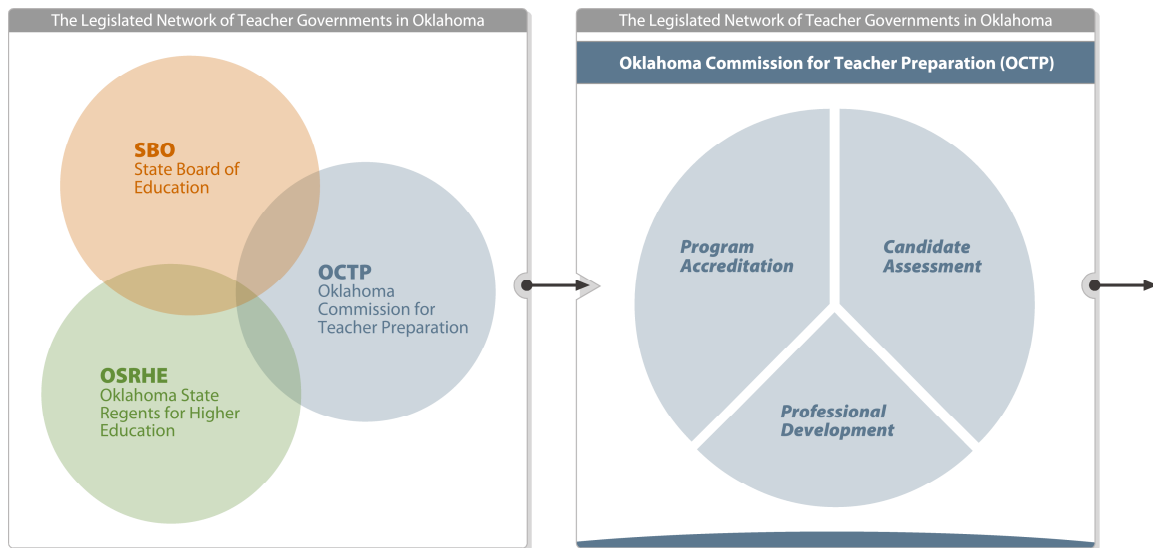 The Legislated Network of Teacher Governments in Oklahoma
SBO
State Board of
Education
OCTP
Oklahoma
Commission for
Teacher Preparation
OSRHE
Oklahoma State
Regents for Higher
Education
The Legislated Network of Teacher Governments in Oklahoma
Oklahoma Commission for Teacher Preparation (OCTP)
Program
Accreditation
Candidate
Assessment
Professional
Development